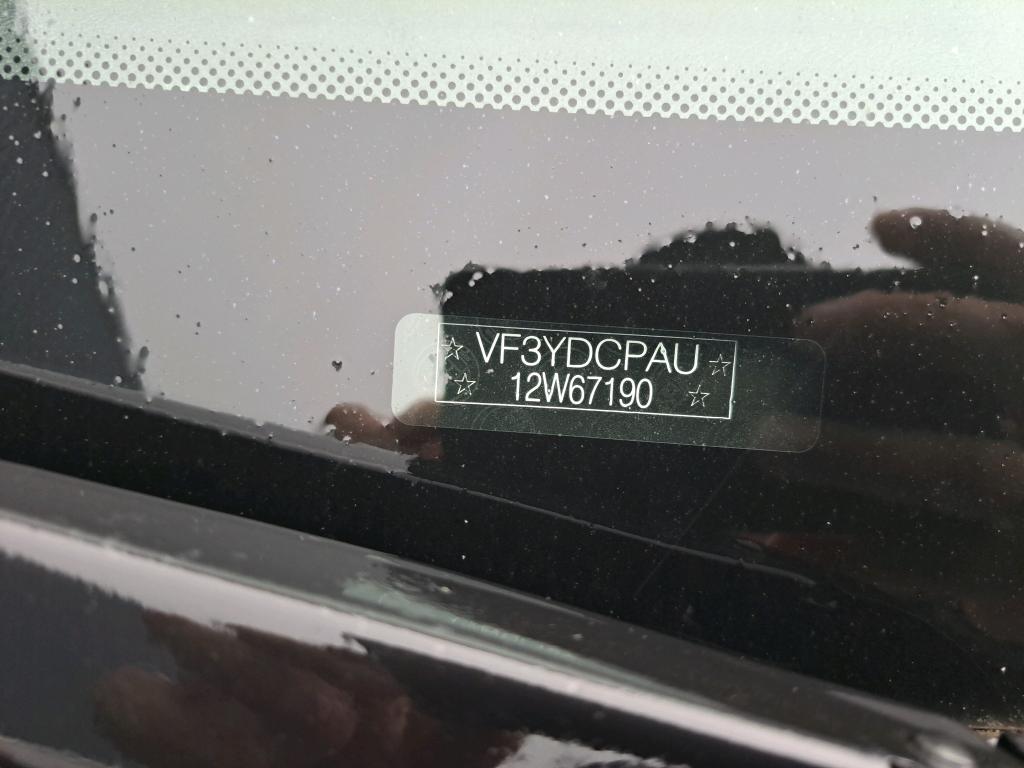 ☆ VF3YDCPAU ☆
☆ 12W67190 ☆